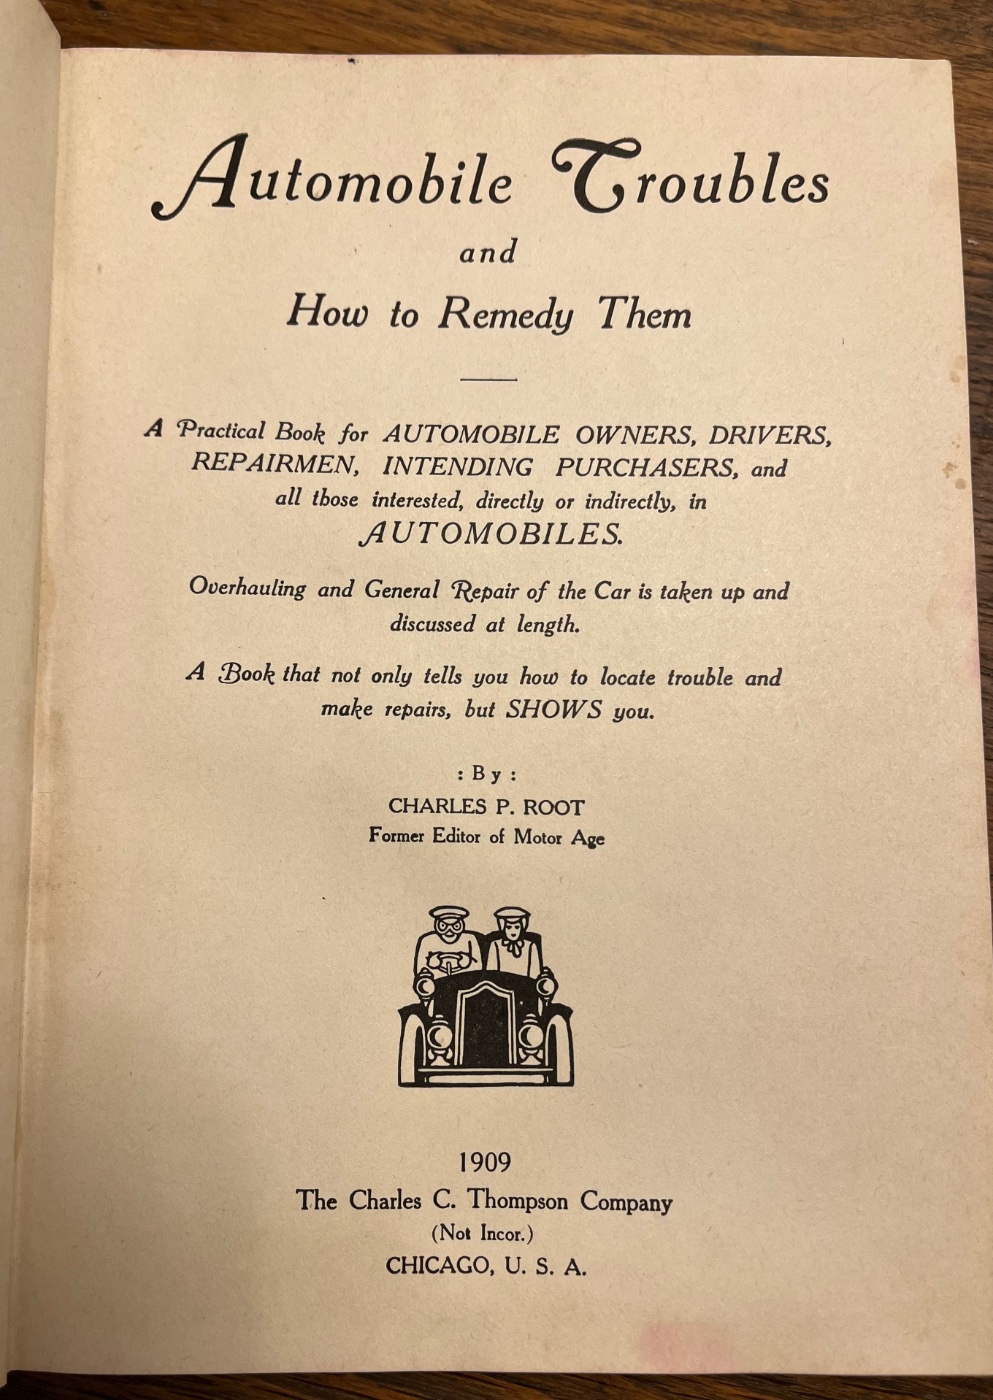 Automobile Troubles
and
How to Remedy Them
A Practical Book for AUTOMOBILE OWNERS, DRIVERS,
REPAIRMEN, INTENDING PURCHASERS, and
all those interested, directly or indirectly, in
AUTOMOBILES.
Overhauling and General Repair of the Car is taken up and
discussed at length.
A Book that not only tells you how to locate trouble and
make repairs, but SHOWS you.
: By :
CHARLES P. ROOT
Former Editor of Motor Age
1909
The Charles C. Thompson Company
(Not Incor.)
CHICAGO, U. S. A.